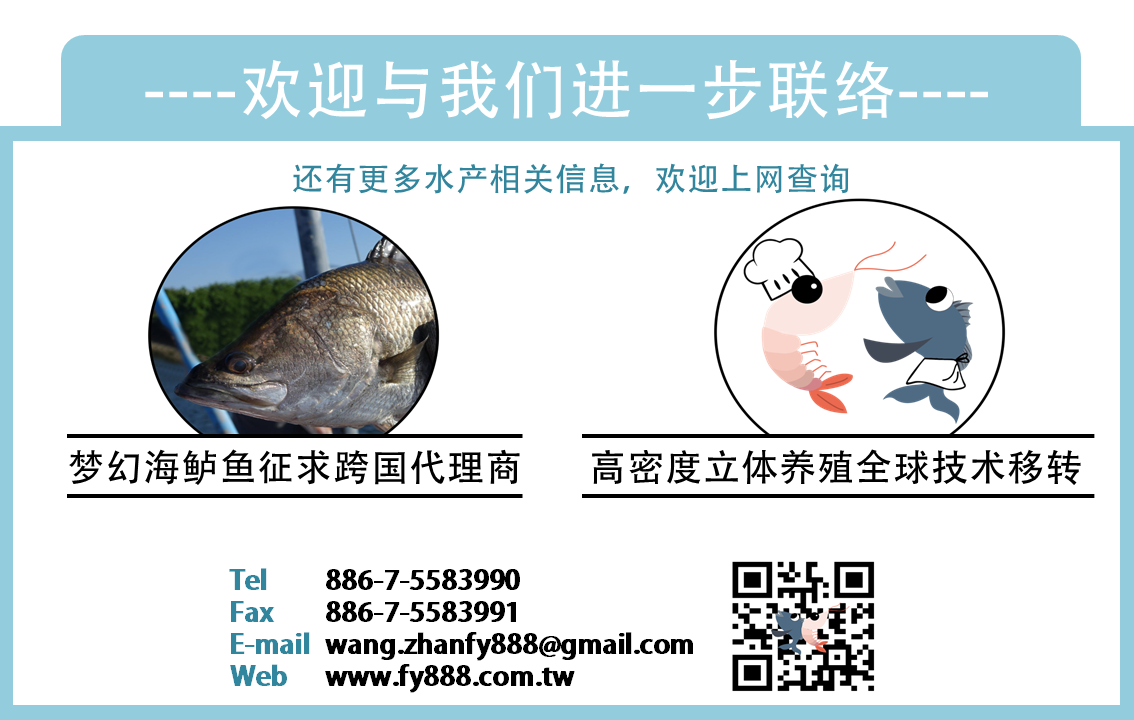 ----欢迎与我们进一步联络----
还有更多水产相关信息，欢迎上网查询
梦幻海鲈鱼征求跨国代理商
高密度立体养殖全球技术移转
Tel 886-7-5583990
Fax 886-7-5583991
E-mail wang.zhanfy888@gmail.com
Web www.fy888.com.tw